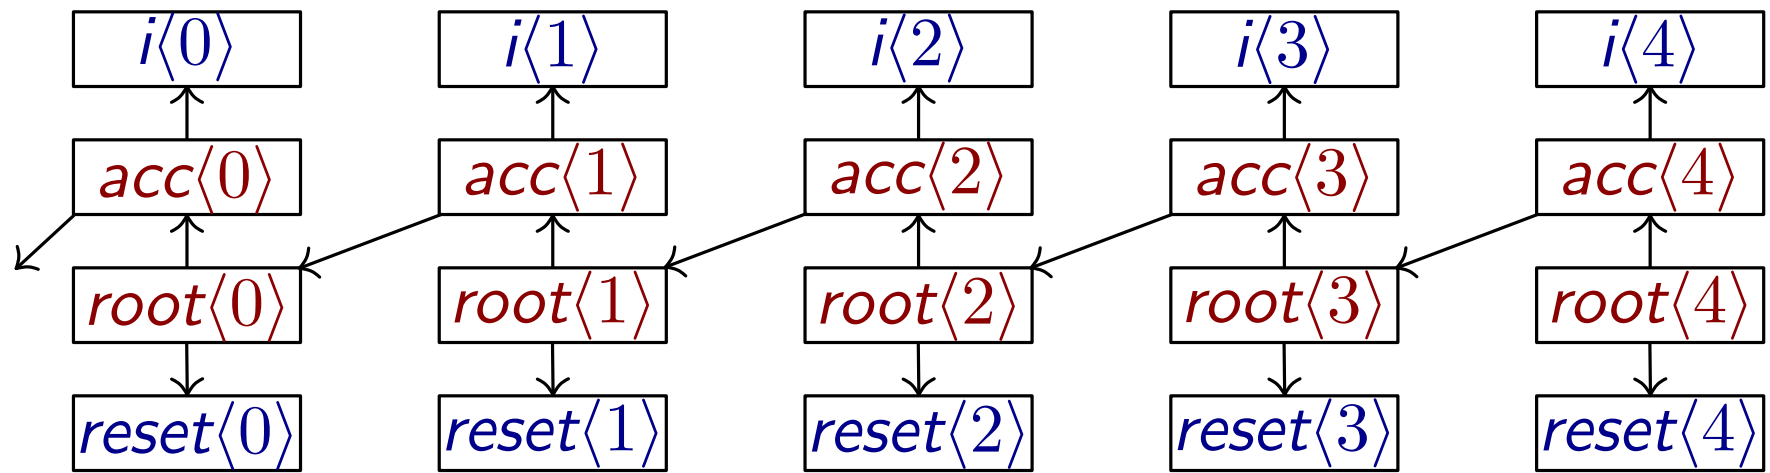 i⟨0⟩ i⟨1⟩ i⟨2⟩ i⟨3⟩ i⟨4⟩
acc⟨0⟩ acc⟨1⟩ acc⟨2⟩ acc⟨3⟩ acc⟨4⟩
root⟨0⟩ root⟨1⟩ root⟨2⟩ root⟨3⟩ root⟨4⟩
reset⟨0⟩ reset⟨1⟩ reset⟨2⟩ reset⟨3⟩ reset⟨4⟩